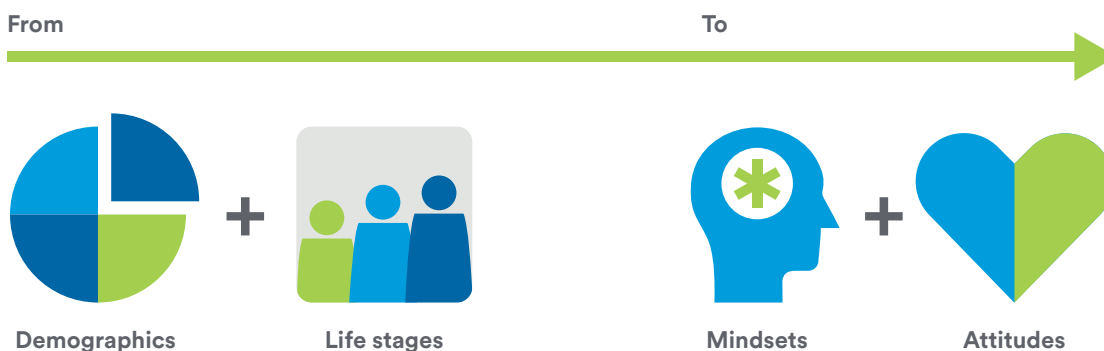 From
To
Demographics
Life stages
Mindsets
Attitudes